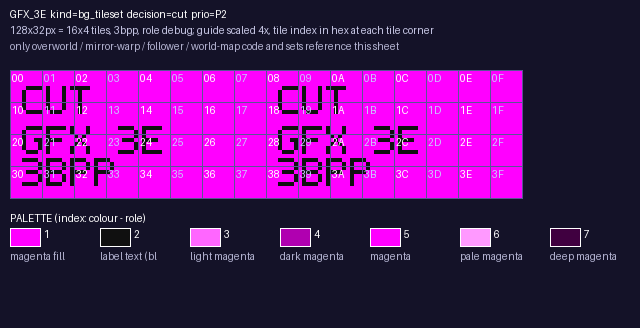 GFX_3E kind=bg_tileset decision=cut prio=P2
128x32px = 16x4 tiles, 3bpp, role debug; guide scaled 4x, tile index in hex at each tile corner
only overworld / mirror-warp / follower / world-map code and sets reference this sheet
00 01 02 03 04 05 06 07 08 09 0A 0B 0C 0D 0E 0F
CUT CUT
10 11 12 13 14 15 16 17 18 19 1A 1B 1C 1D 1E 1F
GFX 3E GFX 3E
20 21 22 23 24 25 26 27 28 29 2A 2B 2C 2D 2E 2F
3BPP 3BPP
30 31 32 33 34 35 36 37 38 39 3A 3B 3C 3D 3E 3F
PALETTE (index: colour - role)
1 2 3 4 5 6 7
magenta fill label text (bl light magenta dark magenta magenta pale magenta deep magenta